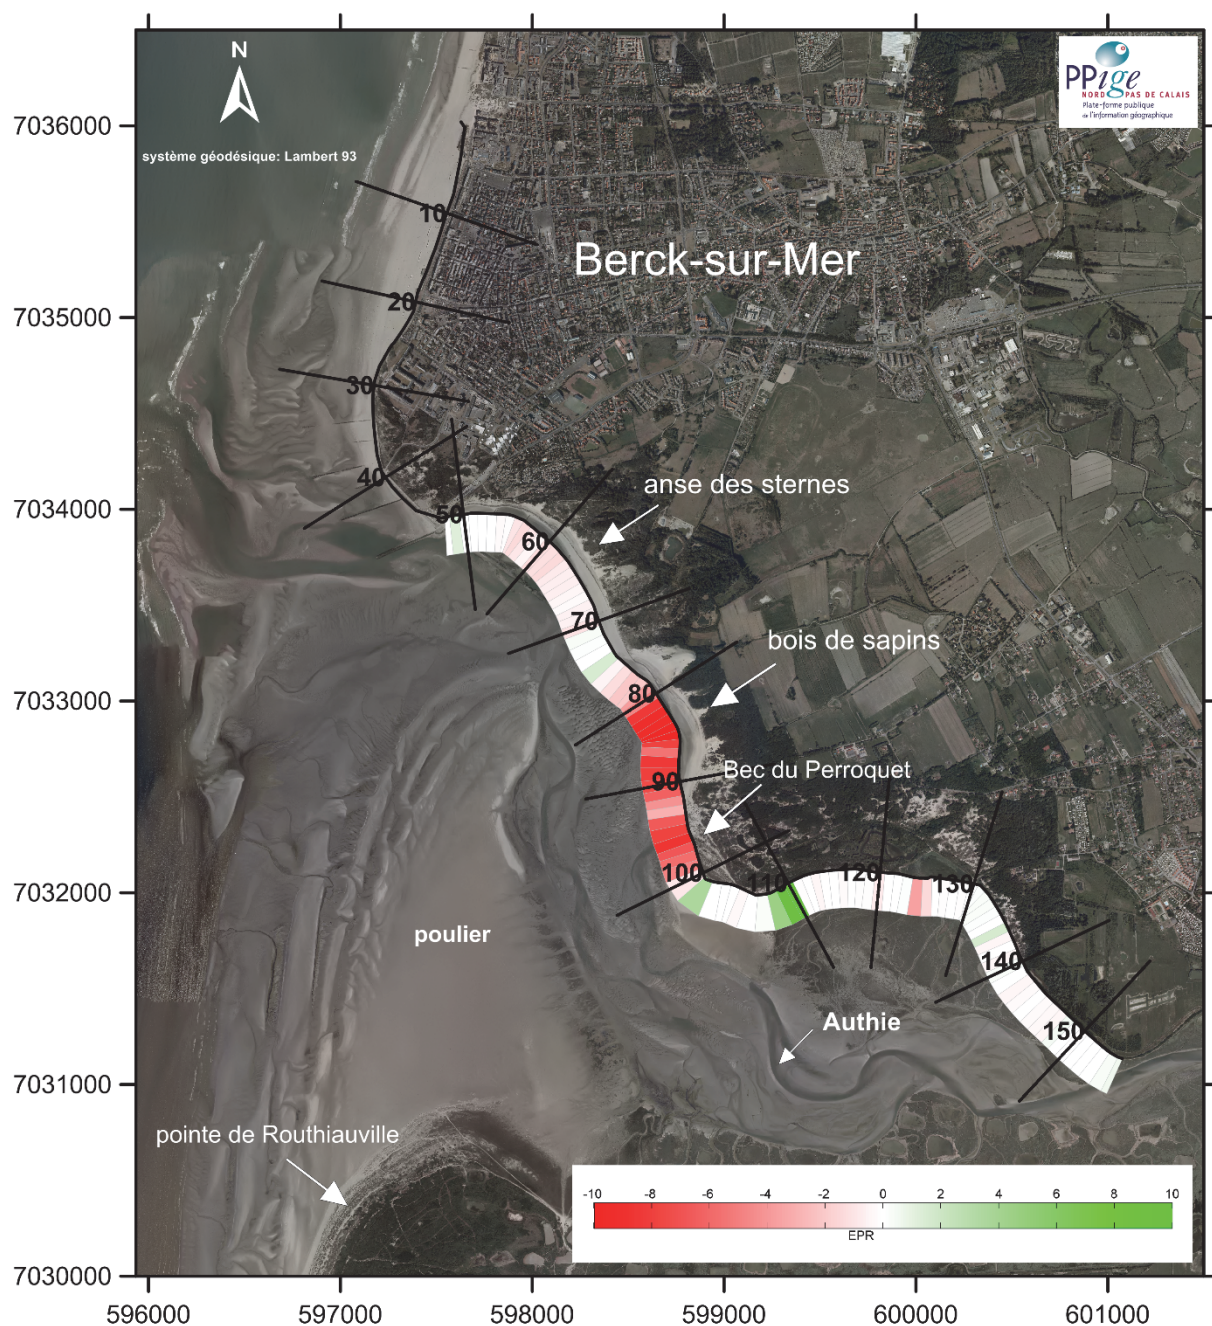 N
PPige
NORD PAS DE CALAIS
Plate-forme publique
de l'information géographique
système géodésique: Lambert 93
7036000
7035000
7034000
7033000
7032000
7031000
7030000
10
Berck-sur-Mer
20
30
40
anse des sternes
50
60
70
bois de sapins
80
Bec du Perroquet
90
100
110
120
130
poulier
140
Authie
150
pointe de Routhiauville
-10 -8 -6 -4 -2 0 2 4 6 8 10
EPR
596000 597000 598000 599000 600000 601000